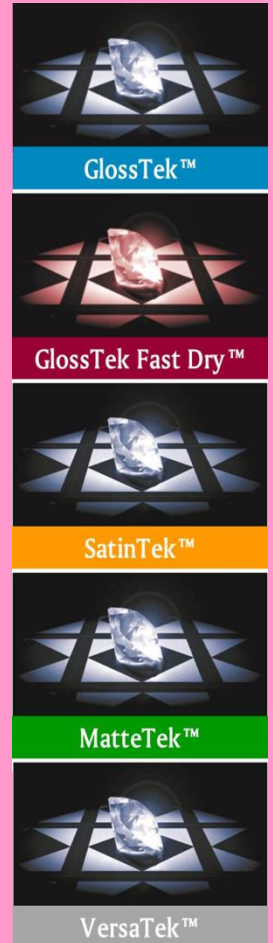 GlossTek™
GlossTek Fast Dry™
SatinTek™
MatteTek™
VersaTek™